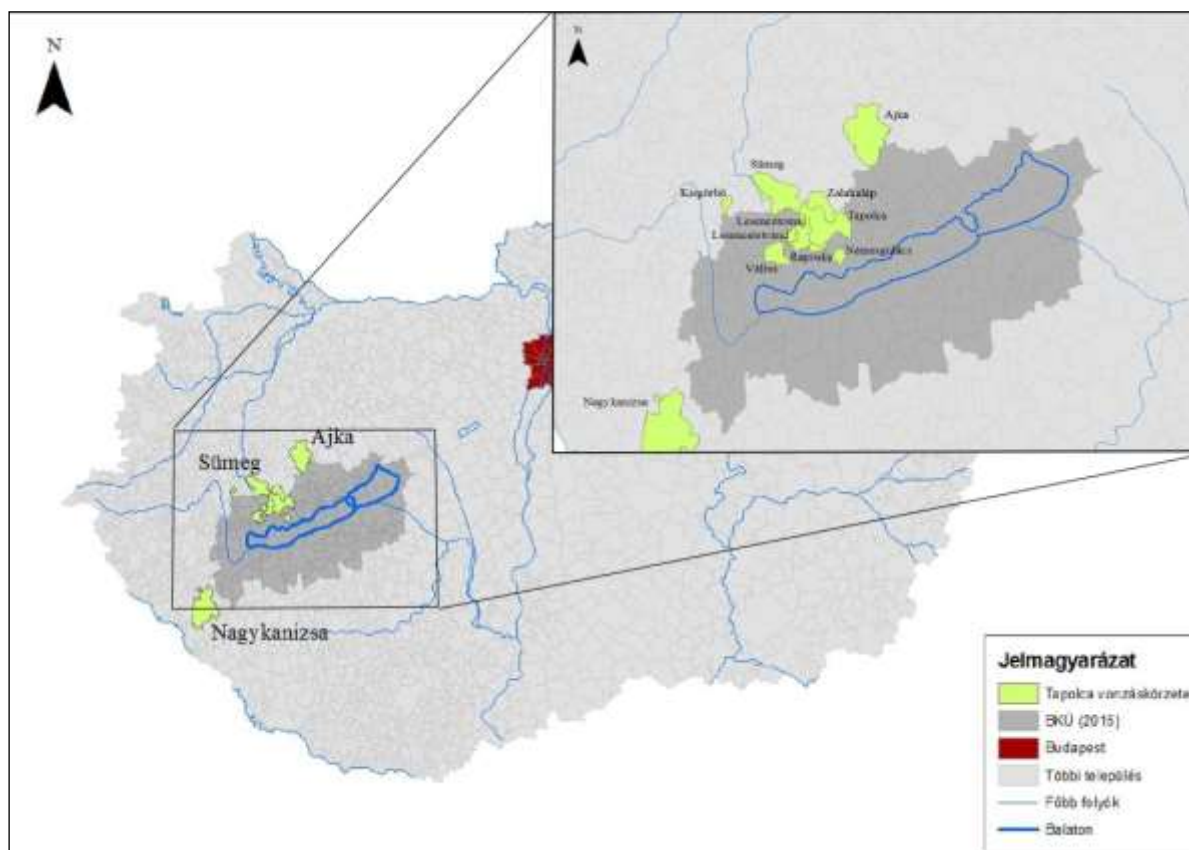 N
N
Ajka
Sümeg
Zalahaláp
Tapolca
Raposka
Nemesgulács
Vállus
Nagykanizsa
Ajka
Sümeg
Nagykanizsa
Jelmagyarázat
Tapolca vonzáskörzete
BKÜ (2015)
Budapest
Többi település
Főbb folyók
Balaton